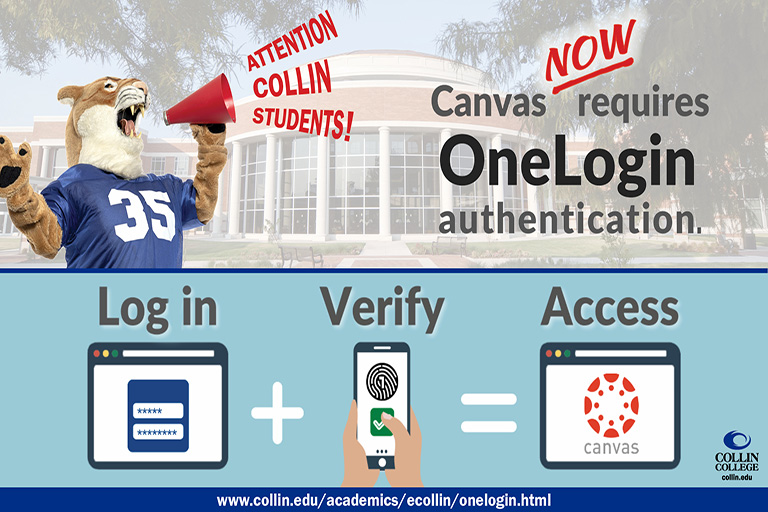 ATTENTION
COLLIN
STUDENTS!
NOW
Canvas requires
OneLogin
authentication.
35
Log in
Verify
Access
*****
********
canvas
COLLIN
COLLEGE
collin.edu
www.collin.edu/academics/ecollin/onelogin.html